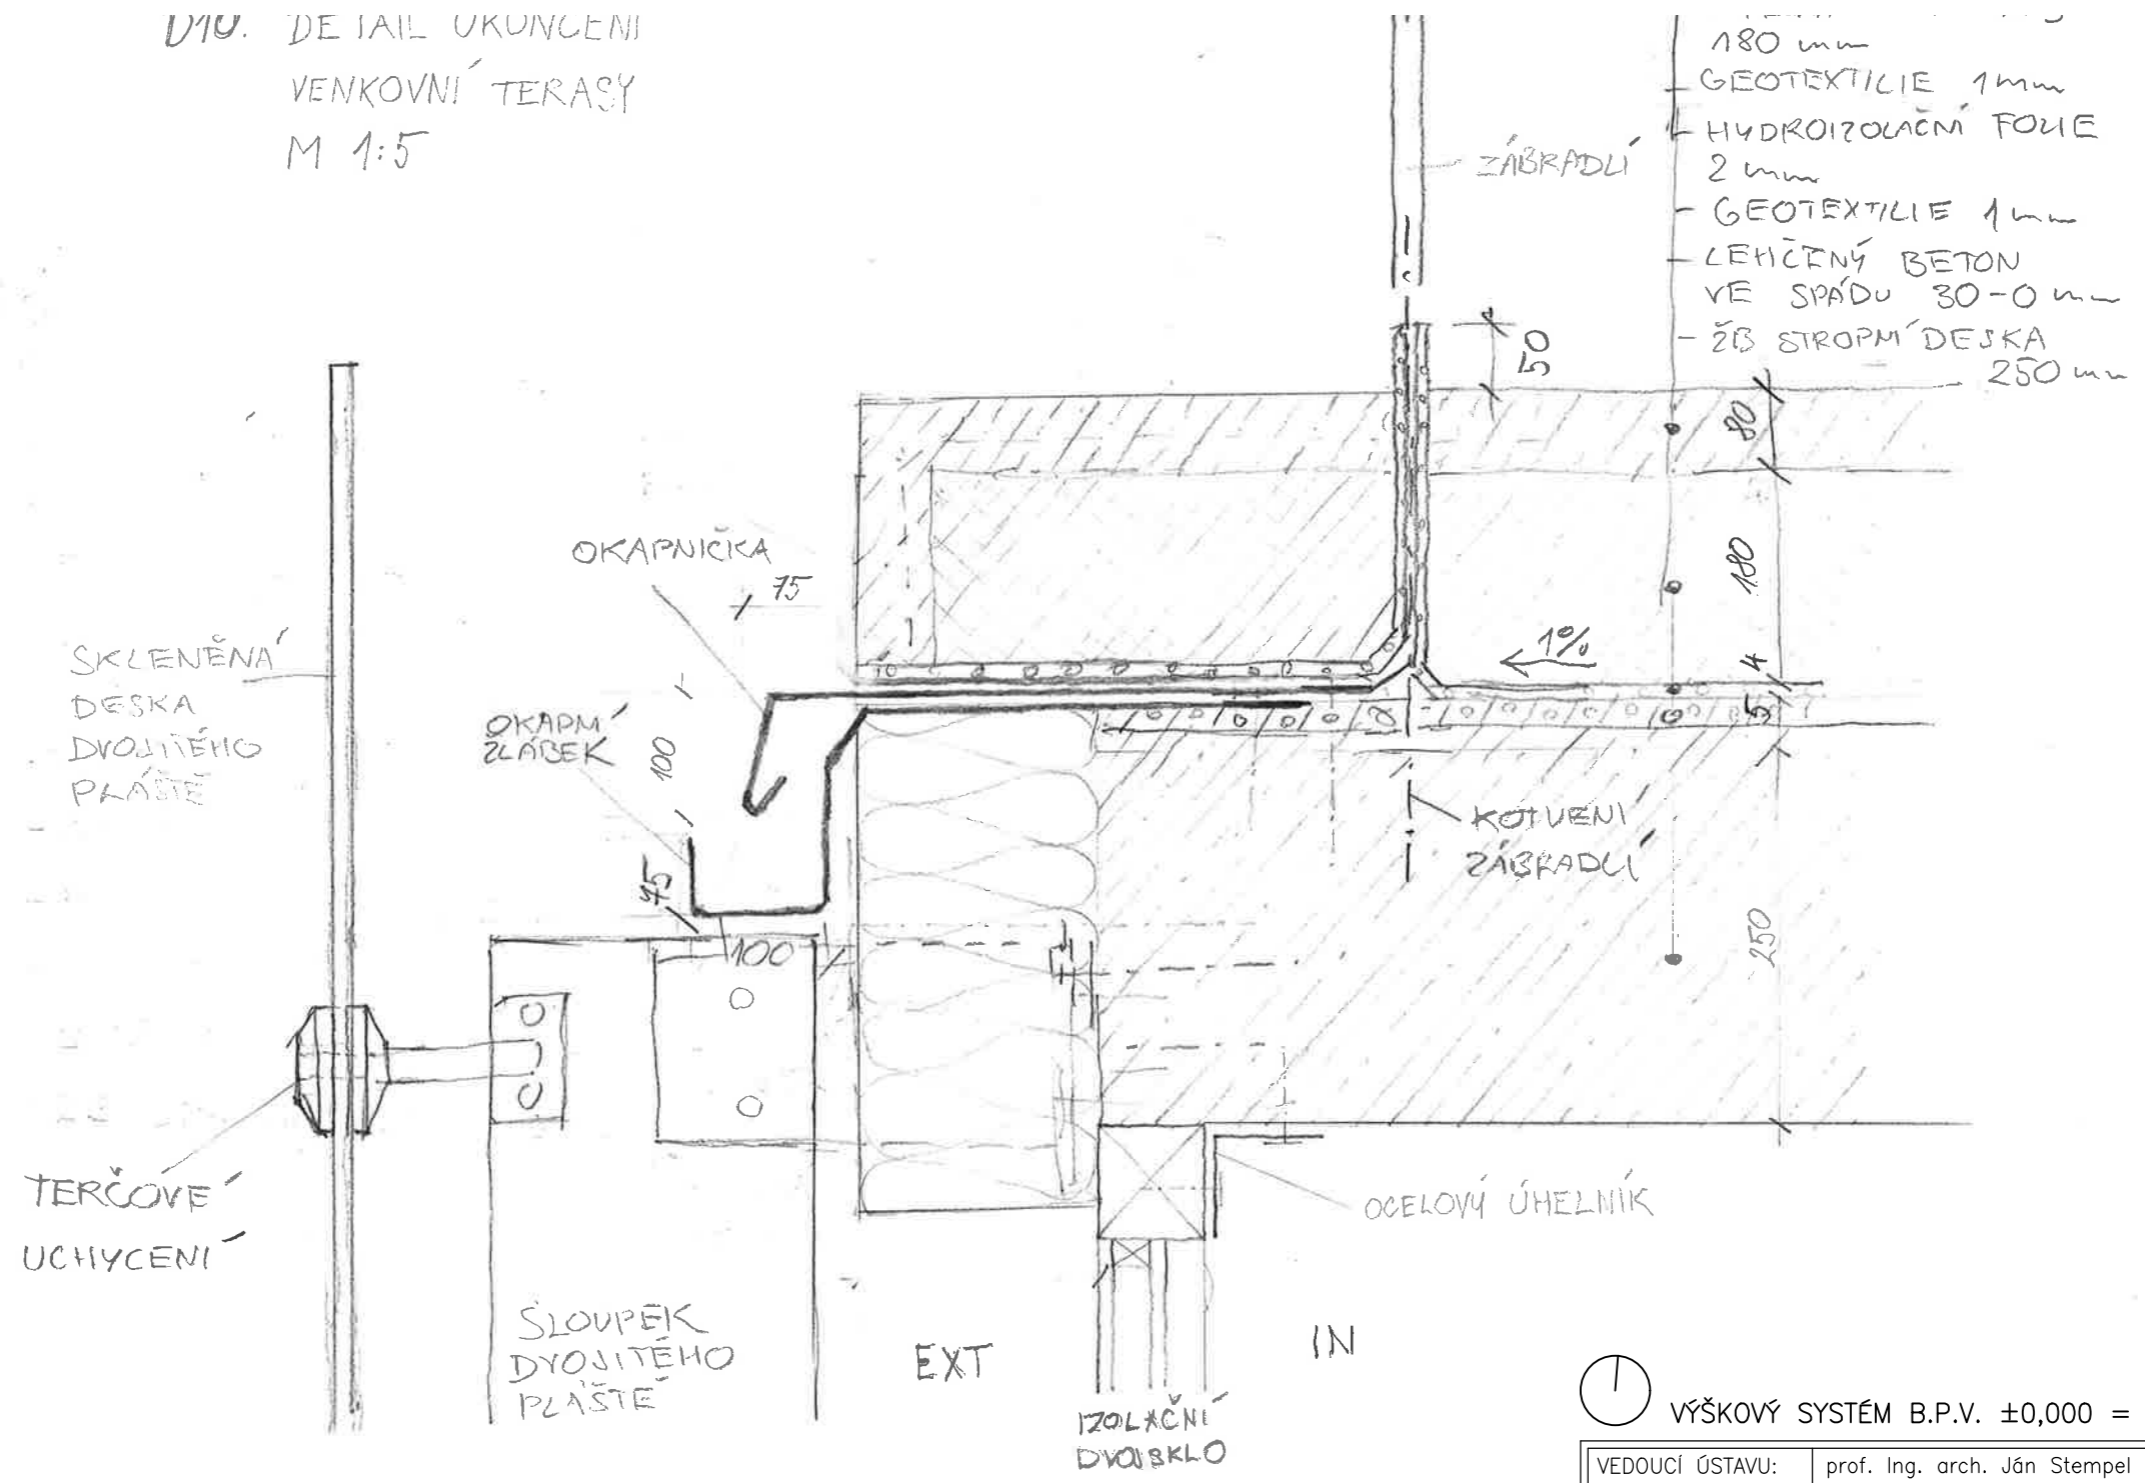 D10. DETAIL UKONČENÍ
VENKOVNÍ TERASY
M 1:5
180 mm
GEOTEXTILIE 1mm
HYDROIZOLAČNÍ FOLIE
2 mm
GEOTEXTILIE 1mm
LEHČENÝ BETON
VE SPÁDU 30-0 mm
ŽB STROPNÍ DESKA
250 mm
ZÁBRADLÍ
50
80
180
4
5
250
1%
OKAPNIČKA
75
SKLENĚNÁ
DESKA
DVOJITÉHO
PLÁŠTĚ
OKAPNÍ
ŽLÁBEK
100
75
100
KOTVENÍ
ZÁBRADLÍ
TERČOVÉ
UCHYCENÍ
OCELOVÝ ÚHELNÍK
SLOUPEK
DVOJITÉHO
PLÁŠTĚ
EXT
IN
IZOLAČNÍ
DVOJSKLO
VÝŠKOVÝ SYSTÉM B.P.V. ±0,000 =
VEDOUCÍ ÚSTAVU: prof. Ing. arch. Ján Stempel